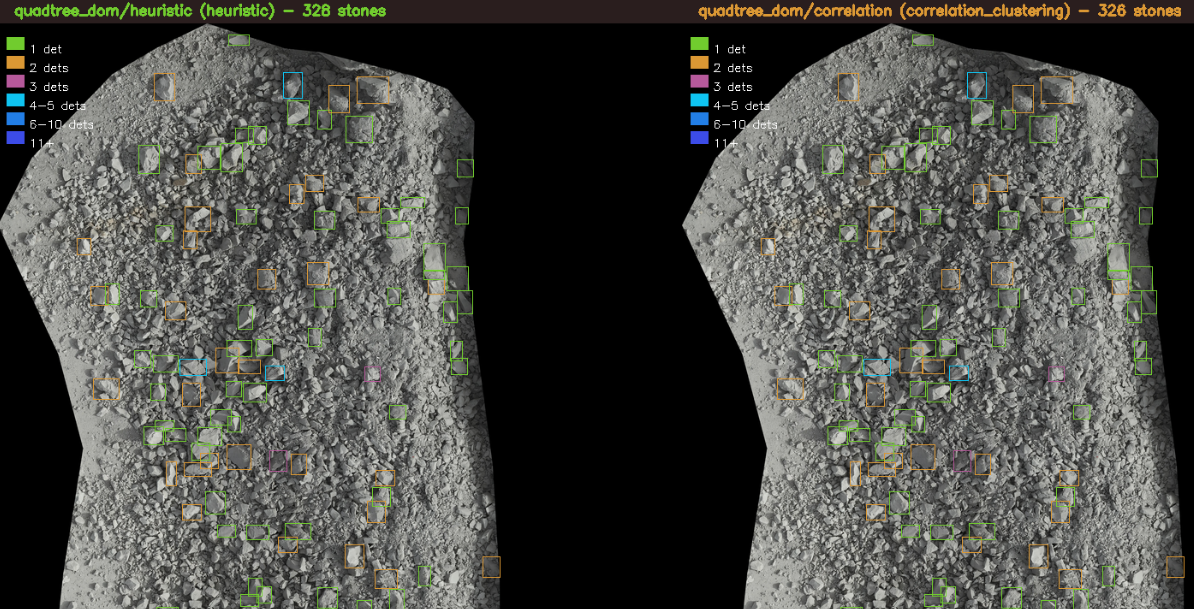 quadtree_dom/heuristic (heuristic) - 328 stones
1 det
2 dets
3 dets
4-5 dets
6-10 dets
11+
quadtree_dom/correlation (correlation_clustering) - 326 stones
1 det
2 dets
3 dets
4-5 dets
6-10 dets
11+